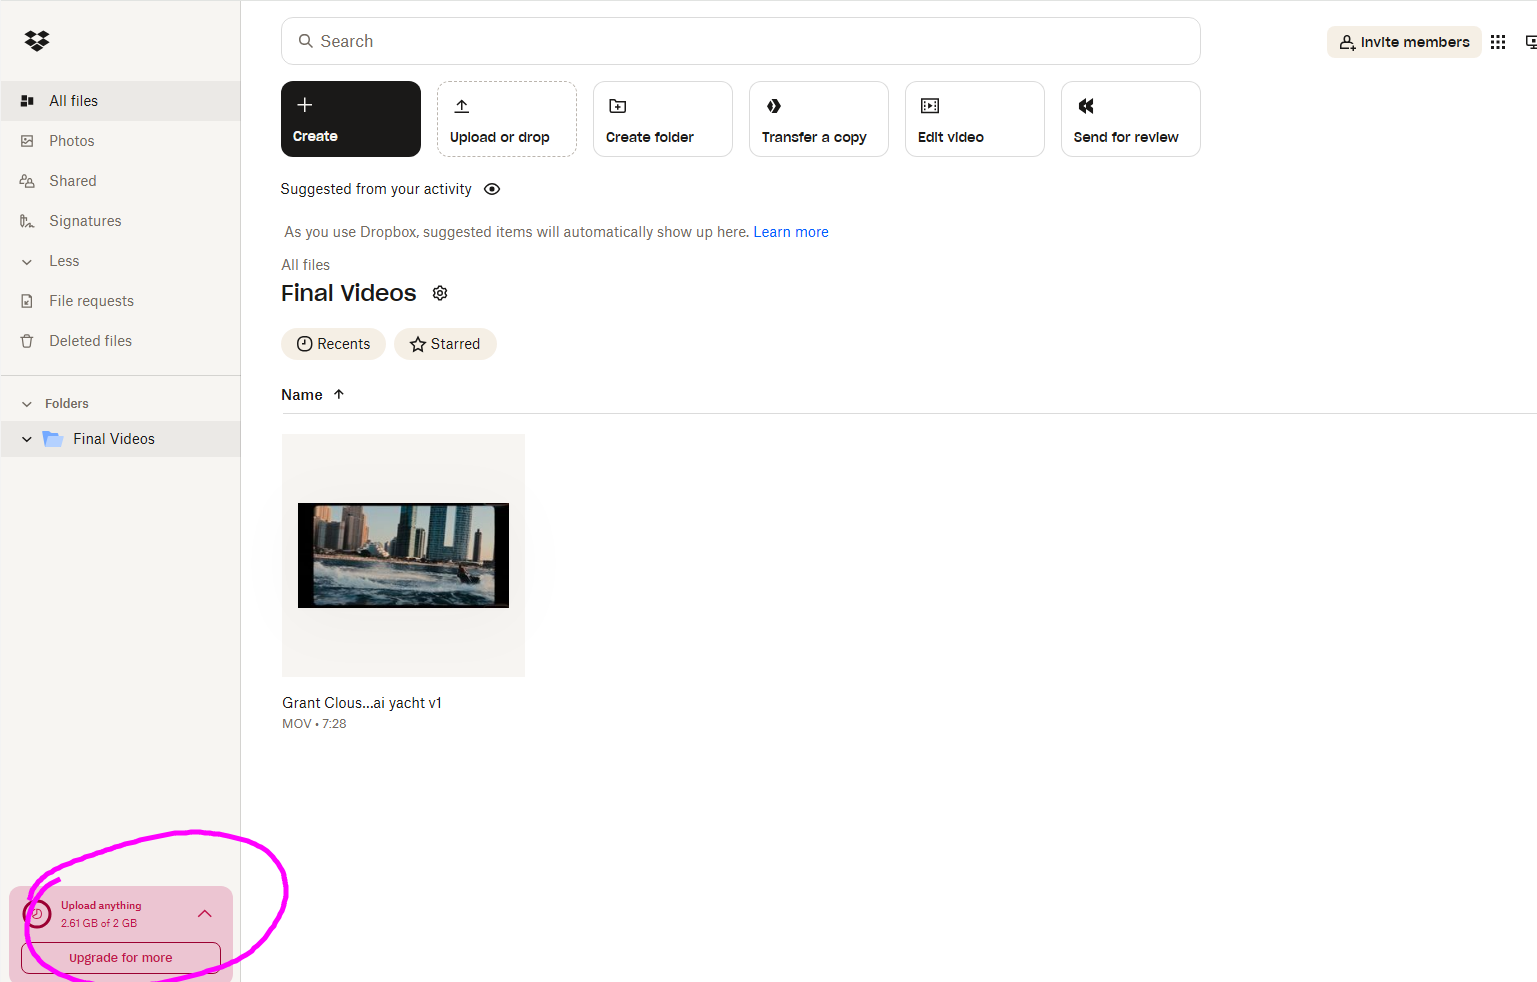 Search
Invite members
All files
Photos
Shared
Signatures
Less
File requests
Deleted files
Folders
Final Videos
Upload anything
2.61 GB of 2 GB
Upgrade for more
Create
Upload or drop
Create folder
Transfer a copy
Edit video
Send for review
Suggested from your activity
As you use Dropbox, suggested items will automatically show up here. Learn more
All files
Final Videos
Recents
Starred
Name
Grant Clous...ai yacht v1
MOV • 7:28